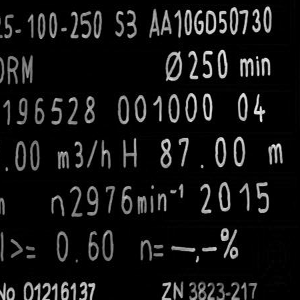 25-100-250 S3 AA10GD50730
ORM Ø250 min
196528 001000 04
.00 m3/h H 87.00 m
n n2976min⁻¹ 2015
>= 0.60 n= —,—%
No 01216137 ZN 3823-217